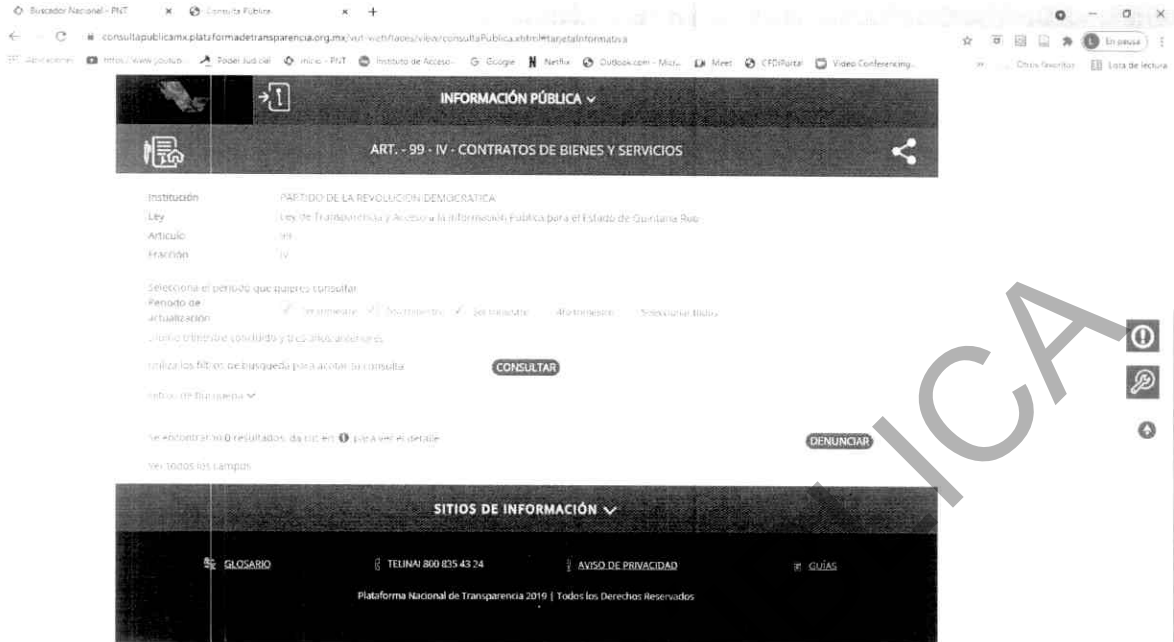 Buscador Nacional - PNT
Consulta Pública
consultapublicamx.plataformadetransparencia.org.mx/vut-web/faces/view/consultaPublica.xhtml#tarjetaInformativa
En pausa
Aplicaciones
Poder Judicial
Inicio - PNT
Instituto de Acceso...
Google
Netflix
Outlook.com - Micr...
Meet
CFDIPortal
Video Conferencing...
Otros favoritos
Lista de lectura
INFORMACIÓN PÚBLICA
ART. - 99 - IV - CONTRATOS DE BIENES Y SERVICIOS
Institución PARTIDO DE LA REVOLUCION DEMOCRATICA
Ley Ley de Transparencia y Acceso a la Información Pública para el Estado de Quintana Roo
Artículo 99
Fracción IV
Selecciona el periodo que quieres consultar
Periodo de actualización
1er trimestre 2do trimestre 3er trimestre 4to trimestre Seleccionar todos
utiliza los filtros de búsqueda para acotar tu consulta
CONSULTAR
Filtros de Búsqueda
Se encontraron 0 resultados, da clic en para ver el detalle.
DENUNCIAR
Ver todos los campos
SITIOS DE INFORMACIÓN
GLOSARIO
TELINAI 800 835 43 24
AVISO DE PRIVACIDAD
GUÍAS
Plataforma Nacional de Transparencia 2019 | Todos los Derechos Reservados
ICA